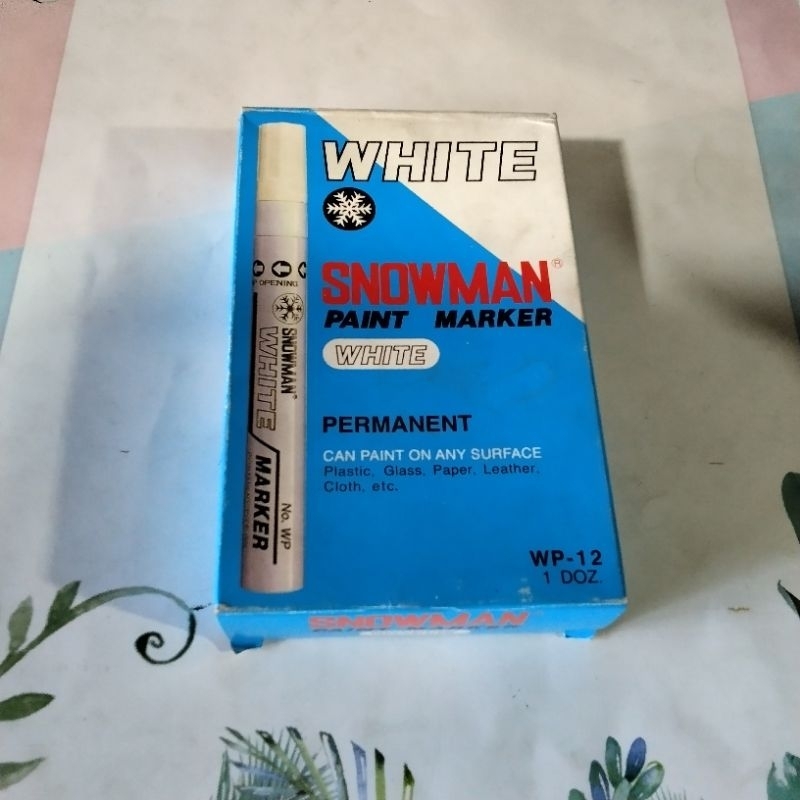 WHITE
SNOWMAN®
PAINT MARKER
WHITE
PERMANENT
CAN PAINT ON ANY SURFACE
Plastic, Glass, Paper, Leather,
Cloth, etc.
WP-12
1 DOZ.
OPENING
SNOWMAN
WHITE
MARKER
No. WP
SNOWMAN